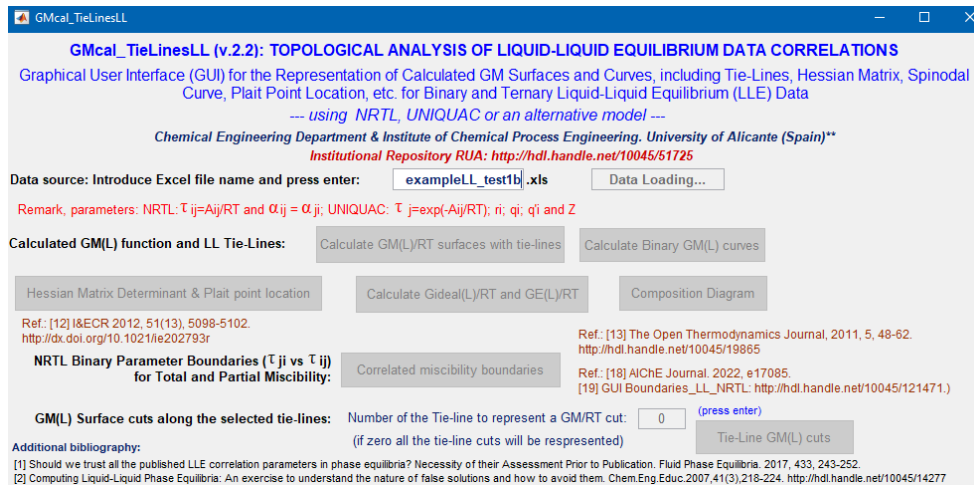 GMcal_TieLinesLL
GMcal_TieLinesLL (v.2.2): TOPOLOGICAL ANALYSIS OF LIQUID-LIQUID EQUILIBRIUM DATA CORRELATIONS
Graphical User Interface (GUI) for the Representation of Calculated GM Surfaces and Curves, including Tie-Lines, Hessian Matrix, Spinodal
Curve, Plait Point Location, etc. for Binary and Ternary Liquid-Liquid Equilibrium (LLE) Data
--- using NRTL, UNIQUAC or an alternative model ---
Chemical Engineering Department & Institute of Chemical Process Engineering. University of Alicante (Spain)**
Institutional Repository RUA: http://hdl.handle.net/10045/51725
Data source: Introduce Excel file name and press enter: exampleLL_test1b .xls Data Loading...
Remark, parameters: NRTL: τ ij=Aij/RT and αij = α ji; UNIQUAC: τ j=exp(-Aij/RT); ri; qi; q'i and Z
Calculated GM(L) function and LL Tie-Lines: Calculate GM(L)/RT surfaces with tie-lines Calculate Binary GM(L) curves
Hessian Matrix Determinant & Plait point location Calculate Gideal(L)/RT and GE(L)/RT Composition Diagram
Ref.: [12] I&ECR 2012, 51(13), 5098-5102.
http://dx.doi.org/10.1021/ie202793r
Ref.: [13] The Open Thermodynamics Journal, 2011, 5, 48-62.
http://hdl.handle.net/10045/19865
NRTL Binary Parameter Boundaries (τ ji vs τ ij)
for Total and Partial Miscibility:
Correlated miscibility boundaries
Ref.: [18] AIChE Journal. 2022, e17085.
[19] GUI Boundaries_LL_NRTL: http://hdl.handle.net/10045/121471.)
GM(L) Surface cuts along the selected tie-lines: Number of the Tie-line to represent a GM/RT cut: 0 (press enter)
(if zero all the tie-line cuts will be respresented) Tie-Line GM(L) cuts
Additional bibliography:
[1] Should we trust all the published LLE correlation parameters in phase equilibria? Necessity of their Assessment Prior to Publication. Fluid Phase Equilibria. 2017, 433, 243-252.
[2] Computing Liquid-Liquid Phase Equilibria: An exercise to understand the nature of false solutions and how to avoid them. Chem.Eng.Educ.2007,41(3),218-224. http://hdl.handle.net/10045/14277